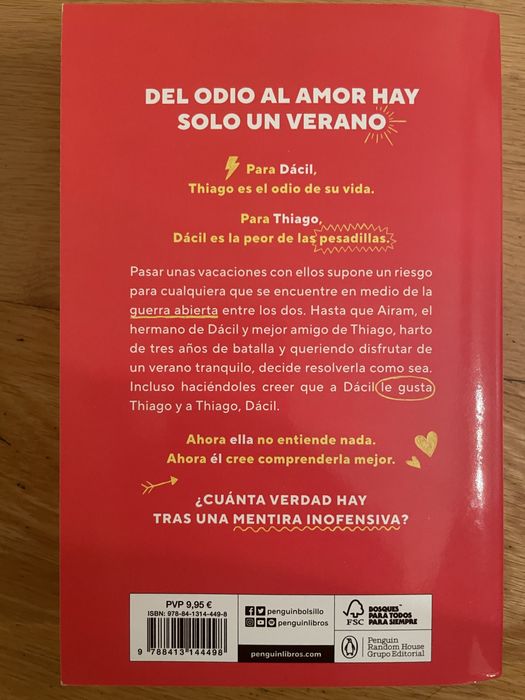 DEL ODIO AL AMOR HAY
SOLO UN VERANO
Para Dácil,
Thiago es el odio de su vida.
Para Thiago,
Dácil es la peor de las pesadillas.
Pasar unas vacaciones con ellos supone un riesgo
para cualquiera que se encuentre en medio de la
guerra abierta entre los dos. Hasta que Airam, el
hermano de Dácil y mejor amigo de Thiago, harto
de tres años de batalla y queriendo disfrutar de
un verano tranquilo, decide resolverla como sea.
Incluso haciéndoles creer que a Dácil le gusta
Thiago y a Thiago, Dácil.
Ahora ella no entiende nada.
Ahora él cree comprenderla mejor.
¿CUÁNTA VERDAD HAY
TRAS UNA MENTIRA INOFENSIVA?
PVP 9,95 €
ISBN: 978-84-1314-449-8
9 788413 144498
penguinbolsillo
penguinlibros
penguinlibros.com
FSC
BOSQUES
PARA TODOS
PARA SIEMPRE
Penguin
Random House
Grupo Editorial